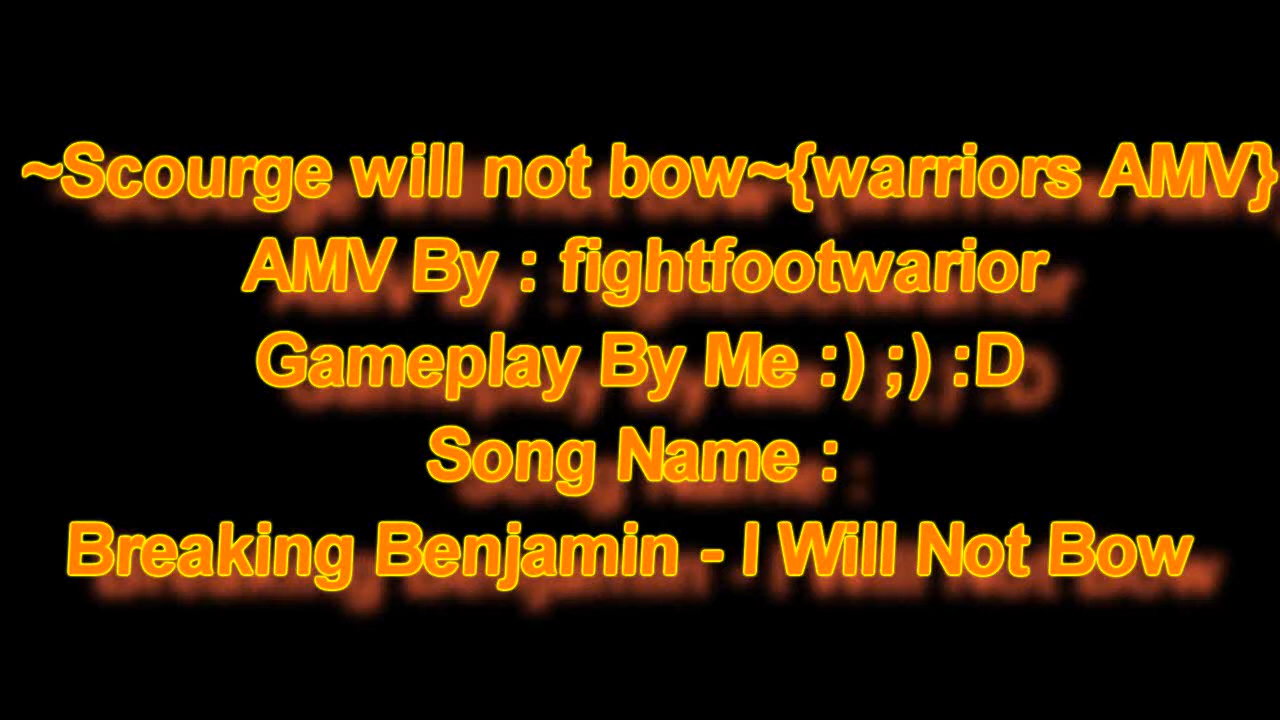 ~Scourge will not bow~{warriors AMV}
AMV By : fightfootwarior
Gameplay By Me :) ;) :D
Song Name :
Breaking Benjamin - I Will Not Bow